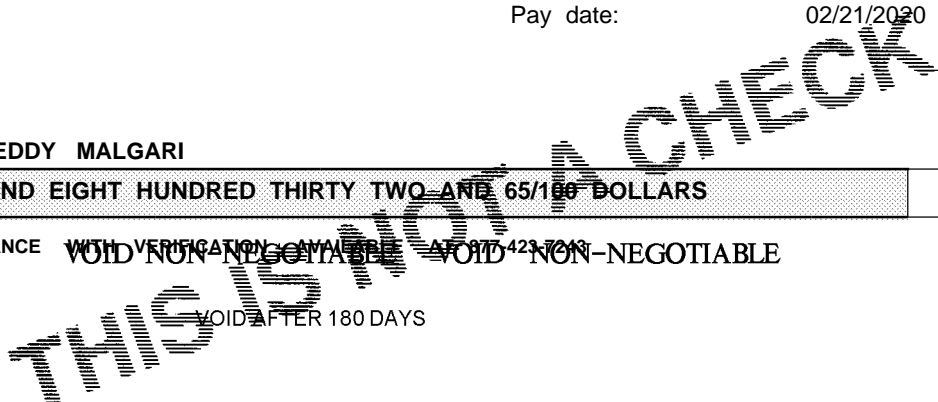 Pay date: 02/21/2020
EDDY MALGARI
ND EIGHT HUNDRED THIRTY TWO AND 65/100 DOLLARS
NCE WITH VERIFICATION AVAILABLE AT 877-423-7243
VOID NON-NEGOTIABLE VOID NON-NEGOTIABLE
VOID AFTER 180 DAYS
THIS IS NOT A CHECK